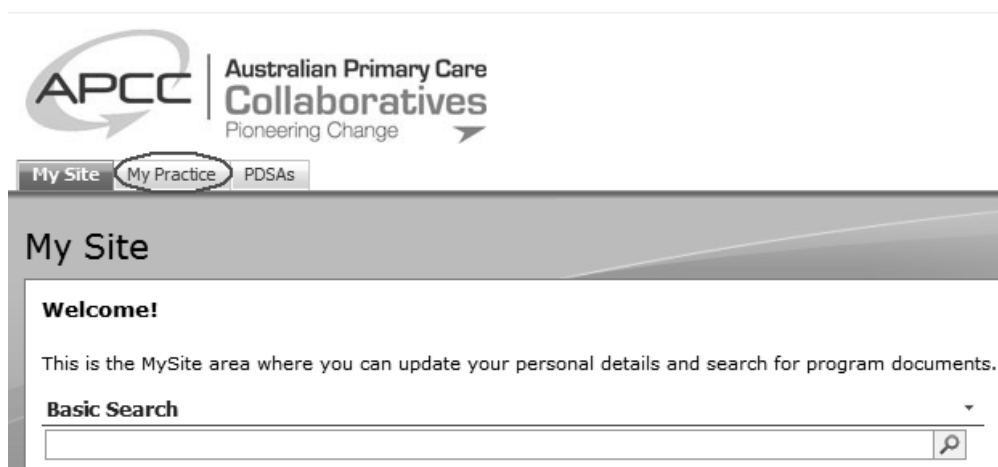 APCC
Australian Primary Care
Collaboratives
Pioneering Change
My Site My Practice PDSAs
My Site
Welcome!
This is the MySite area where you can update your personal details and search for program documents.
Basic Search